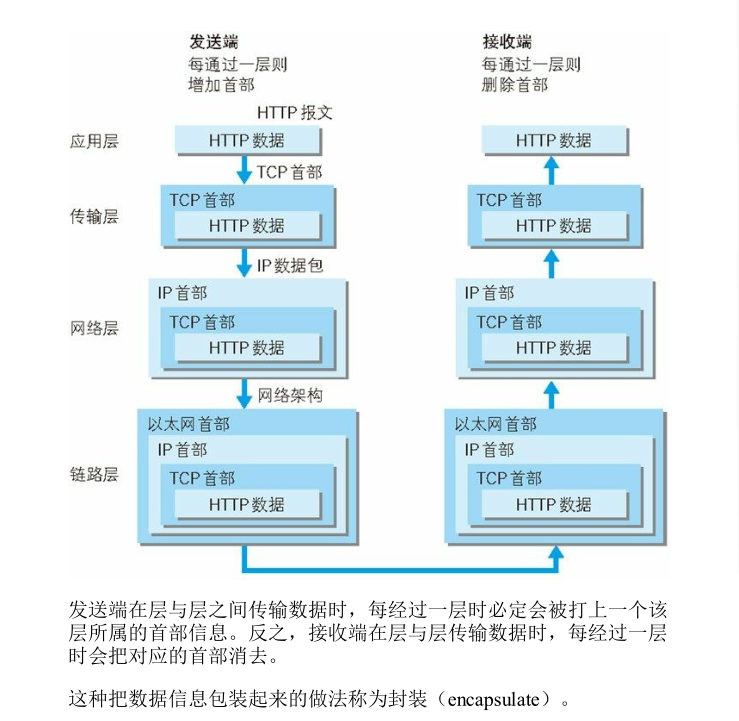 发送端
接收端
每通过一层则
增加首部
每通过一层则
删除首部
HTTP 报文
应用层
HTTP 数据
HTTP 数据
TCP 首部
传输层
TCP 首部
HTTP 数据
TCP 首部
HTTP 数据
IP 数据包
网络层
IP 首部
TCP 首部
HTTP 数据
IP 首部
TCP 首部
HTTP 数据
网络架构
链路层
以太网首部
IP 首部
TCP 首部
HTTP 数据
以太网首部
IP 首部
TCP 首部
HTTP 数据
发送端在层与层之间传输数据时，每经过一层时必定会被打上一个该
层所属的首部信息。反之，接收端在层与层传输数据时，每经过一层
时会把对应的首部消去。
这种把数据信息包装起来的做法称为封装（encapsulate）。